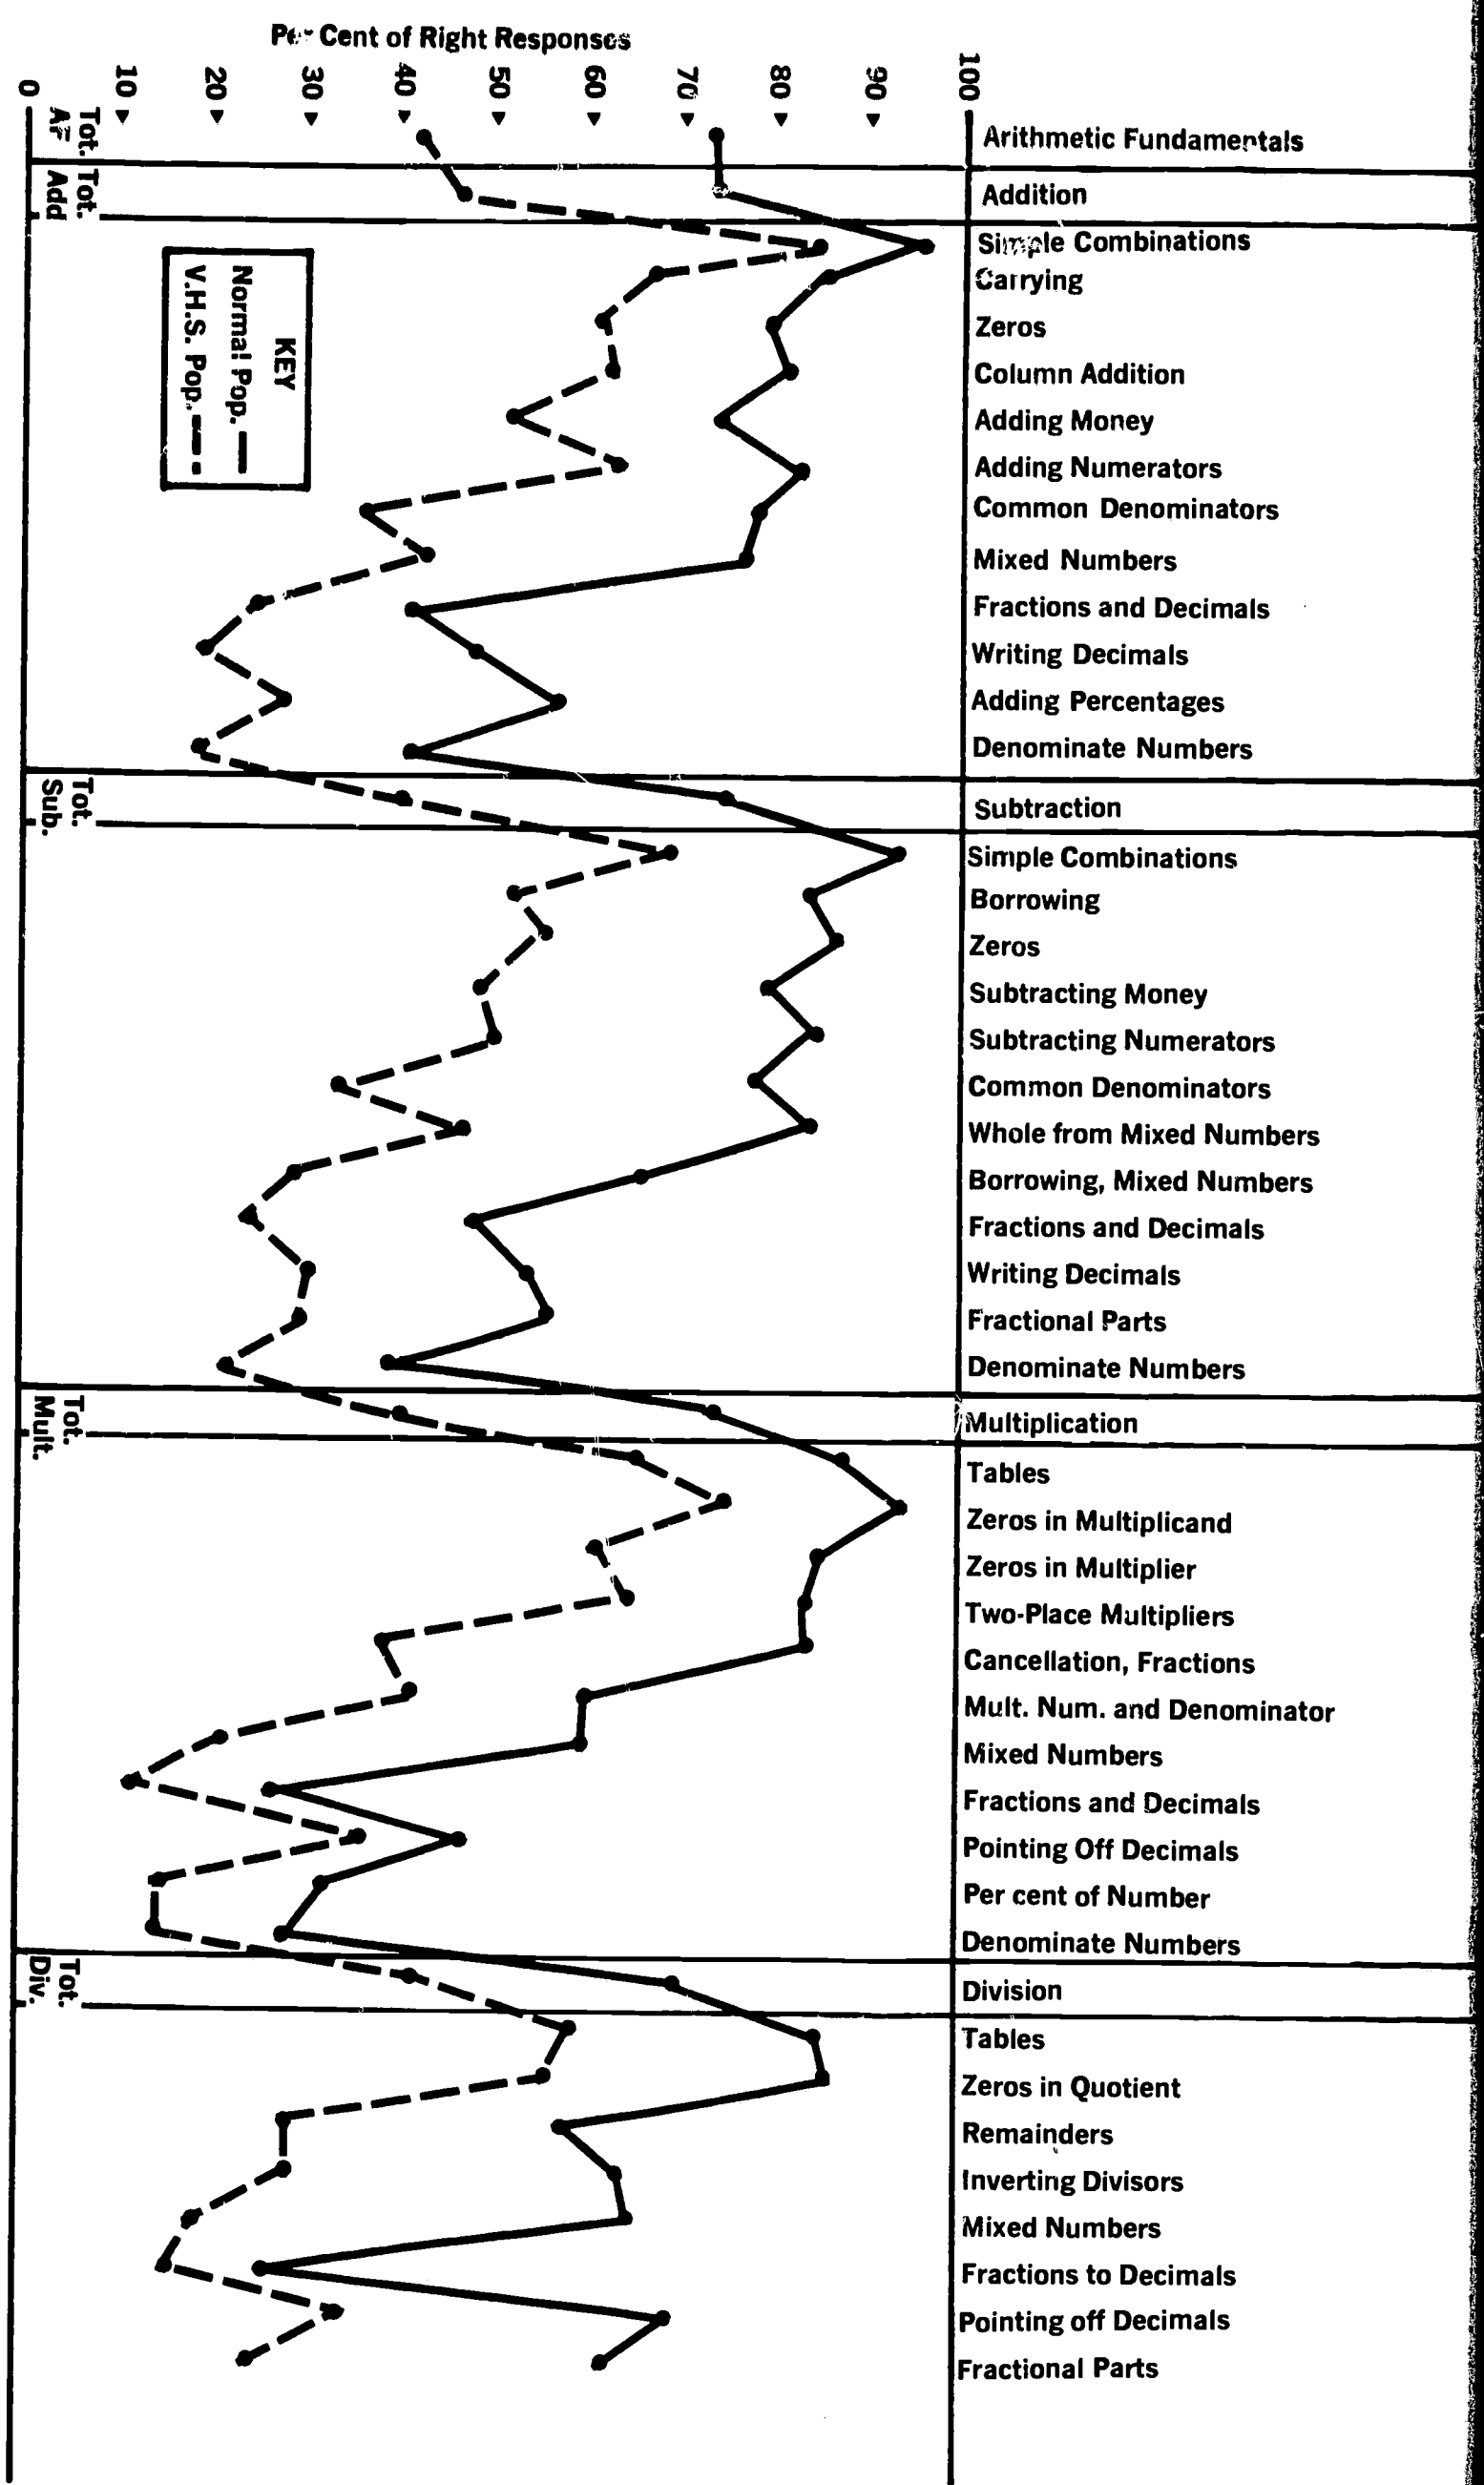 Per Cent of Right Responses
0
10
20
30
40
50
60
70
80
90
100
Tot.
AF
Arithmetic Fundamentals
Tot.
Add
Addition
Simple Combinations
Carrying
Zeros
Column Addition
Adding Money
Adding Numerators
Common Denominators
Mixed Numbers
Fractions and Decimals
Writing Decimals
Adding Percentages
Denominate Numbers
KEY
Normal Pop.
V.H.S. Pop.
Tot.
Sub.
Subtraction
Simple Combinations
Borrowing
Zeros
Subtracting Money
Subtracting Numerators
Common Denominators
Whole from Mixed Numbers
Borrowing, Mixed Numbers
Fractions and Decimals
Writing Decimals
Fractional Parts
Denominate Numbers
Tot.
Mult.
Multiplication
Tables
Zeros in Multiplicand
Zeros in Multiplier
Two-Place Multipliers
Cancellation, Fractions
Mult. Num. and Denominator
Mixed Numbers
Fractions and Decimals
Pointing Off Decimals
Per cent of Number
Denominate Numbers
Tot.
Div.
Division
Tables
Zeros in Quotient
Remainders
Inverting Divisors
Mixed Numbers
Fractions to Decimals
Pointing off Decimals
Fractional Parts